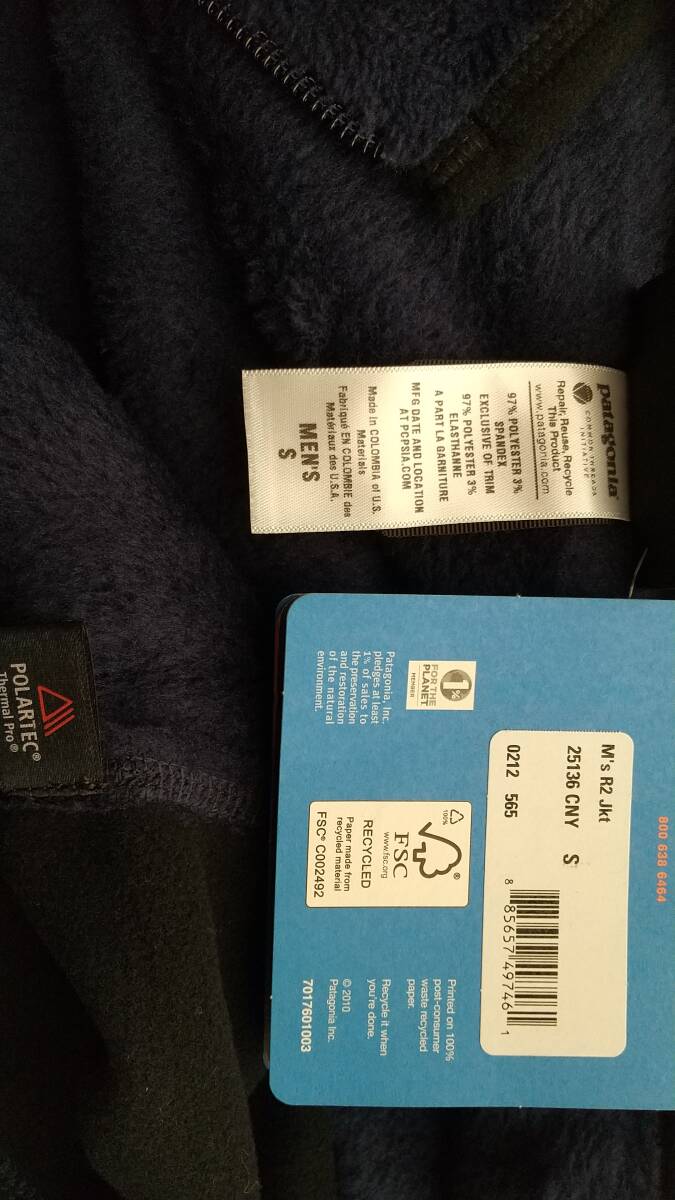 patagonia®
COMMON THREADS
INITIATIVE
Repair, Reuse, Recycle
This Product
www.patagonia.com
97% POLYESTER 3%
SPANDEX
EXCLUSIVE OF TRIM
97% POLYESTER 3%
ELASTHANNE
A PART LA GARNITURE
MFG DATE AND LOCATION
AT PCPSIA.COM
Made in COLOMBIA of U.S.
Materials
Fabriqué EN COLOMBIE des
Matériaux des U.S.A.
MEN'S
S
POLARTEC®
Thermal Pro®
800 638 6464
M's R2 Jkt
25136 CNY S
0212 565
8 85657 49746 1
1%
FOR THE
PLANET
MEMBER
Patagonia, Inc.
pledges at least
1% of sales to
the preservation
and restoration
of the natural
environment.
100%
®
FSC
www.fsc.org
RECYCLED
Paper made from
recycled material
FSC® C002492
Printed on 100%
post-consumer
waste recycled
paper.
Recycle it when
you're done.
© 2010
Patagonia Inc.
7017601003